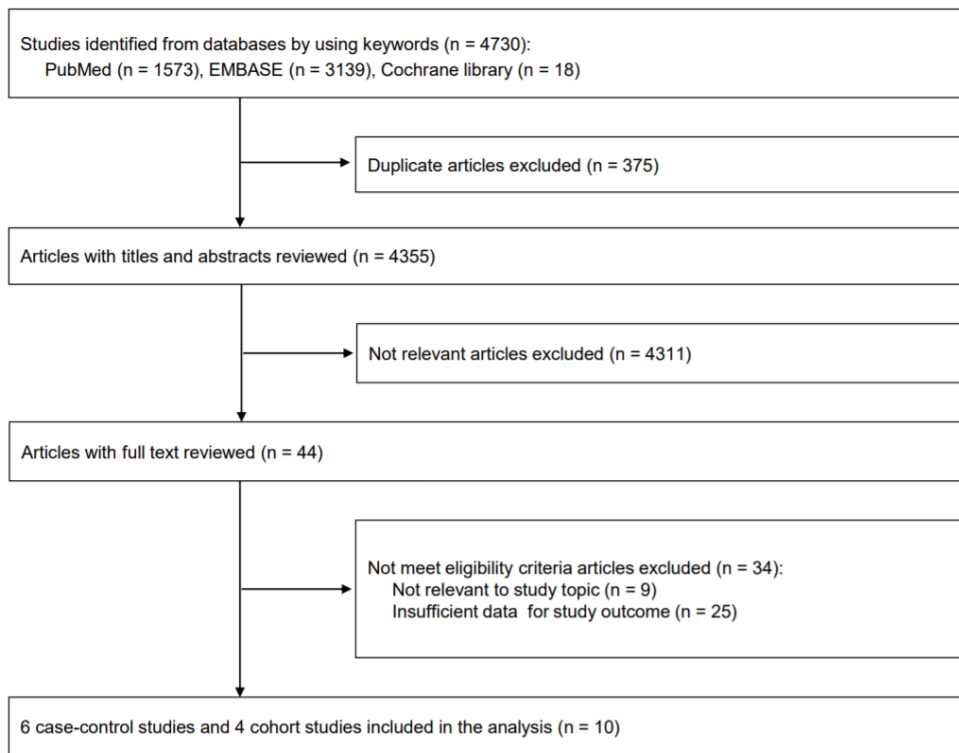 Studies identified from databases by using keywords (n = 4730):
PubMed (n = 1573), EMBASE (n = 3139), Cochrane library (n = 18)
Duplicate articles excluded (n = 375)
Articles with titles and abstracts reviewed (n = 4355)
Not relevant articles excluded (n = 4311)
Articles with full text reviewed (n = 44)
Not meet eligibility criteria articles excluded (n = 34):
Not relevant to study topic (n = 9)
Insufficient data for study outcome (n = 25)
6 case-control studies and 4 cohort studies included in the analysis (n = 10)